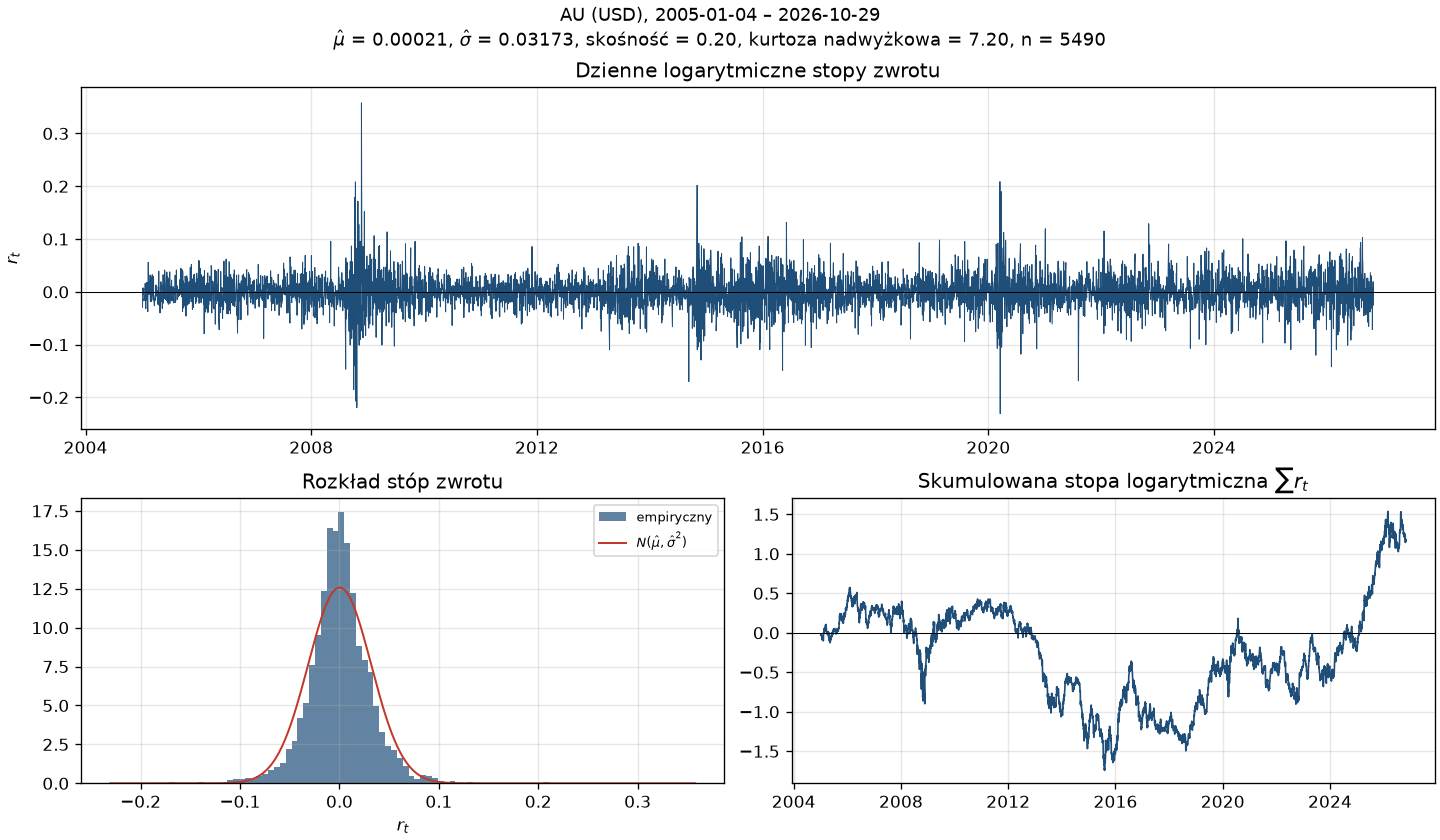 AU (USD), 2005-01-04 – 2026-10-29
μ̂ = 0.00021, σ̂ = 0.03173, skośność = 0.20, kurtoza nadwyżkowa = 7.20, n = 5490
Dzienne logarytmiczne stopy zwrotu
r_t
0.3
0.2
0.1
0.0
−0.1
−0.2
2004 2008 2012 2016 2020 2024
Rozkład stóp zwrotu
empiryczny
N(μ̂, σ̂²)
17.5
15.0
12.5
10.0
7.5
5.0
2.5
0.0
−0.2 −0.1 0.0 0.1 0.2 0.3
r_t
Skumulowana stopa logarytmiczna ∑r_t
1.5
1.0
0.5
0.0
−0.5
−1.0
−1.5
2004 2008 2012 2016 2020 2024